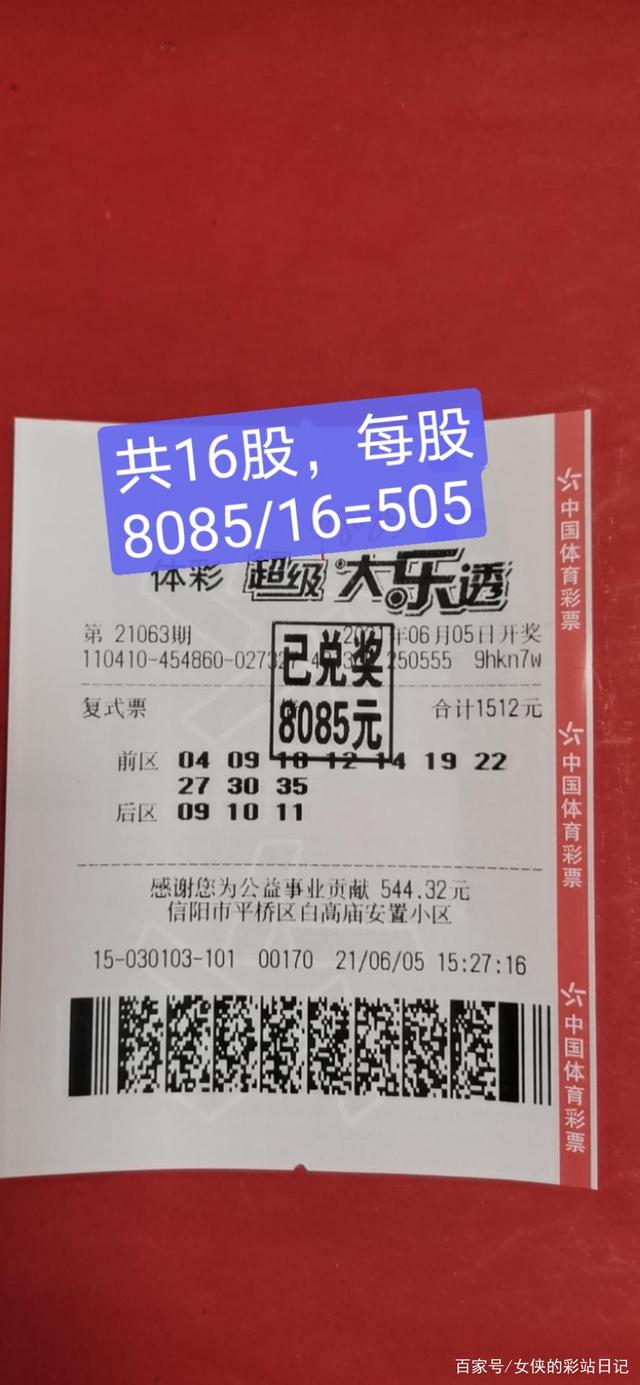 共16股，每股
8085/16=505
体彩 超级大乐透
第 21063期
年06月05日开奖
110410-454860-02732
250555 9hkn7w
已兑奖
8085元
复式票
合计1512元
前区 04 09 10 12 14 19 22
27 30 35
后区 09 10 11
感谢您为公益事业贡献 544.32元
信阳市平桥区白高庙安置小区
15-030103-101 00170 21/06/05 15:27:16
中国体育彩票
中国体育彩票
中国体育彩票
百家号/女侠的彩站日记